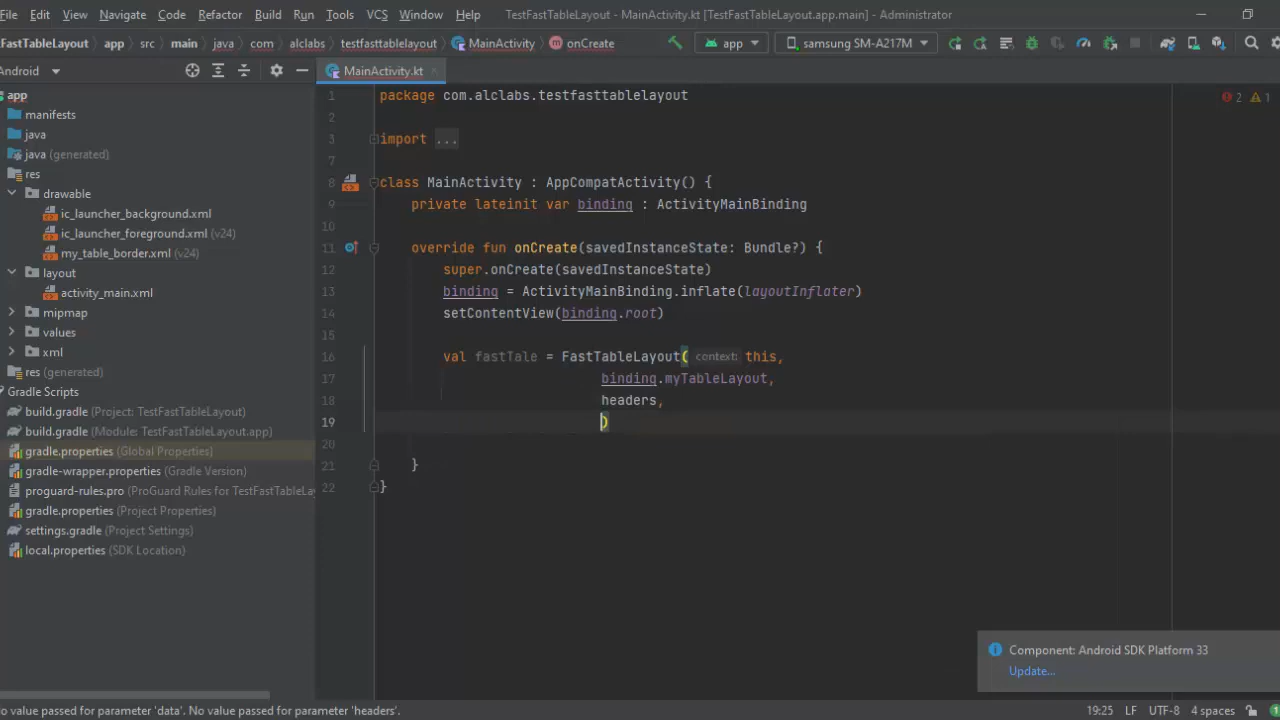 File Edit View Navigate Code Refactor Build Run Tools VCS Window Help TestFastTableLayout - MainActivity.kt [TestFastTableLayout.app.main] - Administrator
FastTableLayout app src main java com alclabs testfasttablelayout MainActivity onCreate app samsung SM-A217M
Android MainActivity.kt
app
manifests
java
java (generated)
res
drawable
ic_launcher_background.xml
ic_launcher_foreground.xml (v24)
my_table_border.xml (v24)
layout
activity_main.xml
mipmap
values
xml
res (generated)
Gradle Scripts
build.gradle (Project: TestFastTableLayout)
build.gradle (Module: TestFastTableLayout.app)
gradle.properties (Global Properties)
gradle-wrapper.properties (Gradle Version)
proguard-rules.pro (ProGuard Rules for TestFastTableLay
gradle.properties (Project Properties)
settings.gradle (Project Settings)
local.properties (SDK Location)
2 1
1 package com.alclabs.testfasttablelayout
2
3 import ...
7
8 class MainActivity : AppCompatActivity() {
9 private lateinit var binding : ActivityMainBinding
10
11 override fun onCreate(savedInstanceState: Bundle?) {
12 super.onCreate(savedInstanceState)
13 binding = ActivityMainBinding.inflate(layoutInflater)
14 setContentView(binding.root)
15
16 val fastTale = FastTableLayout( context: this,
17 binding.myTableLayout,
18 headers,
19 )
20
21 }
22 }
Component: Android SDK Platform 33
Update...
o value passed for parameter 'data'. No value passed for parameter 'headers'. 19:25 LF UTF-8 4 spaces